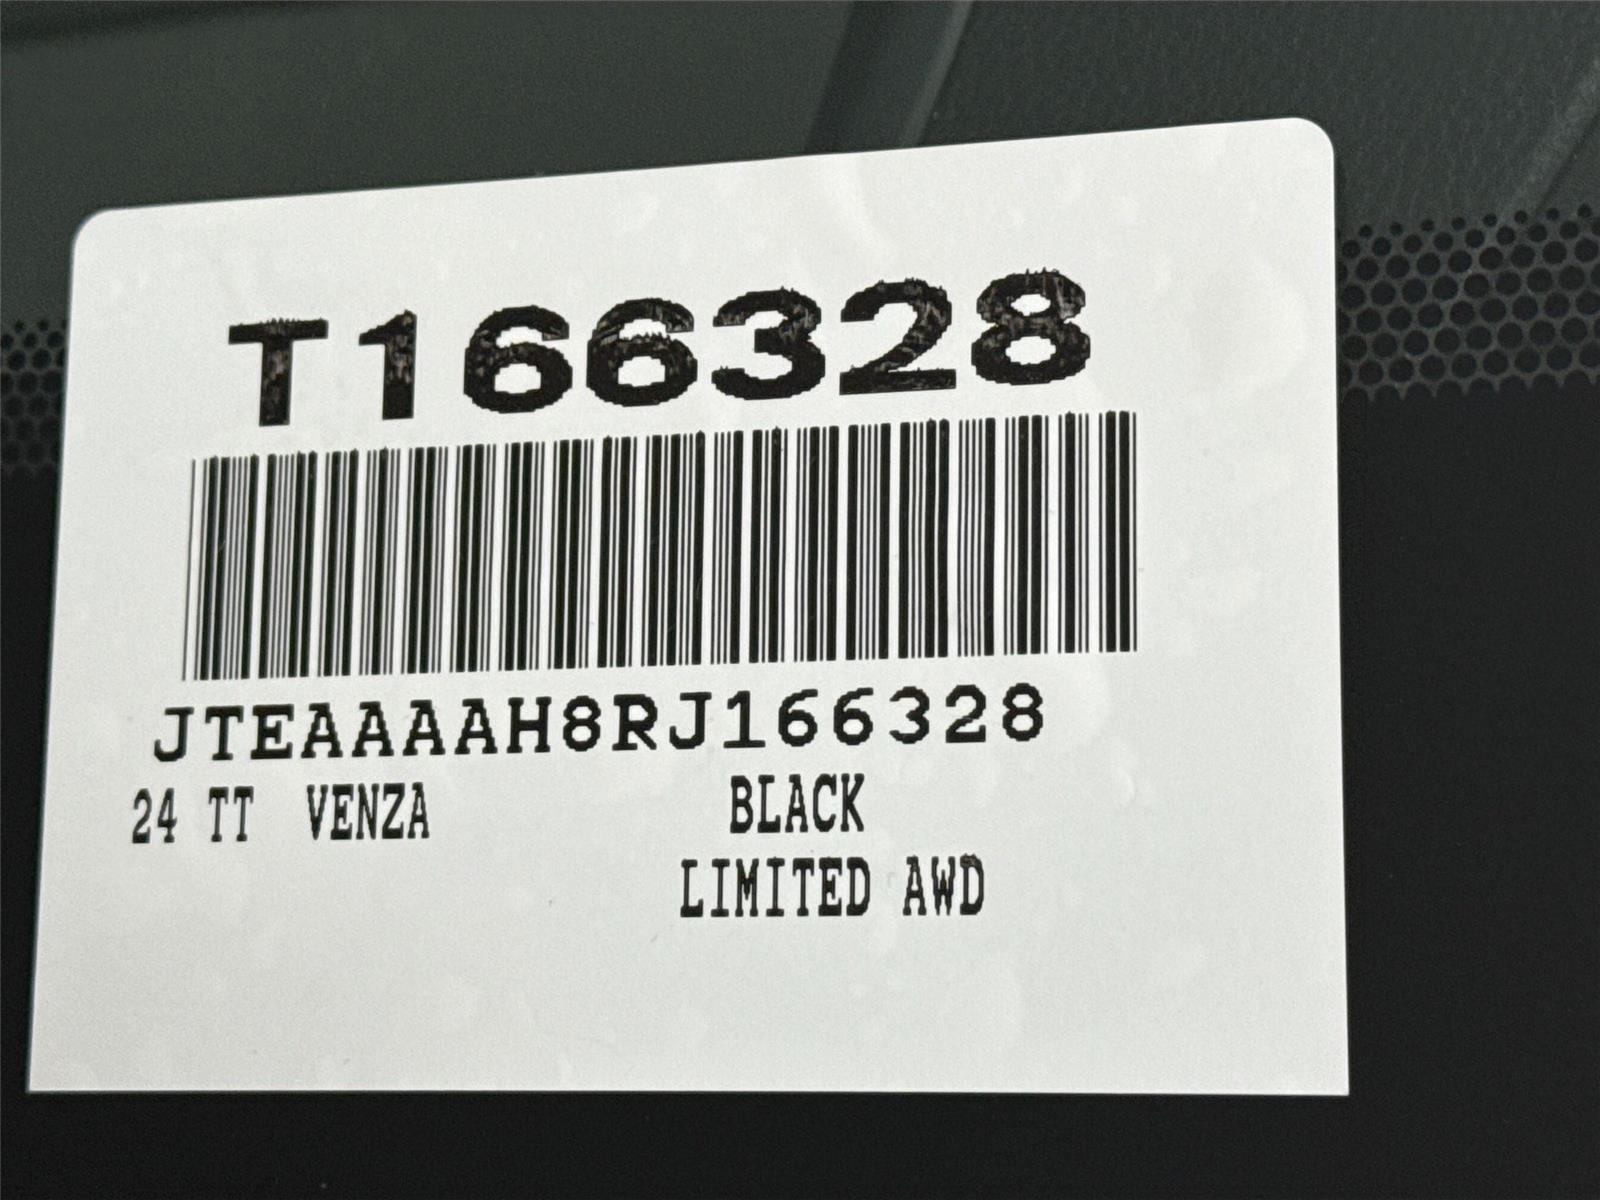 T166328
JTEAAAAH8RJ166328
24 TT VENZA BLACK
LIMITED AWD